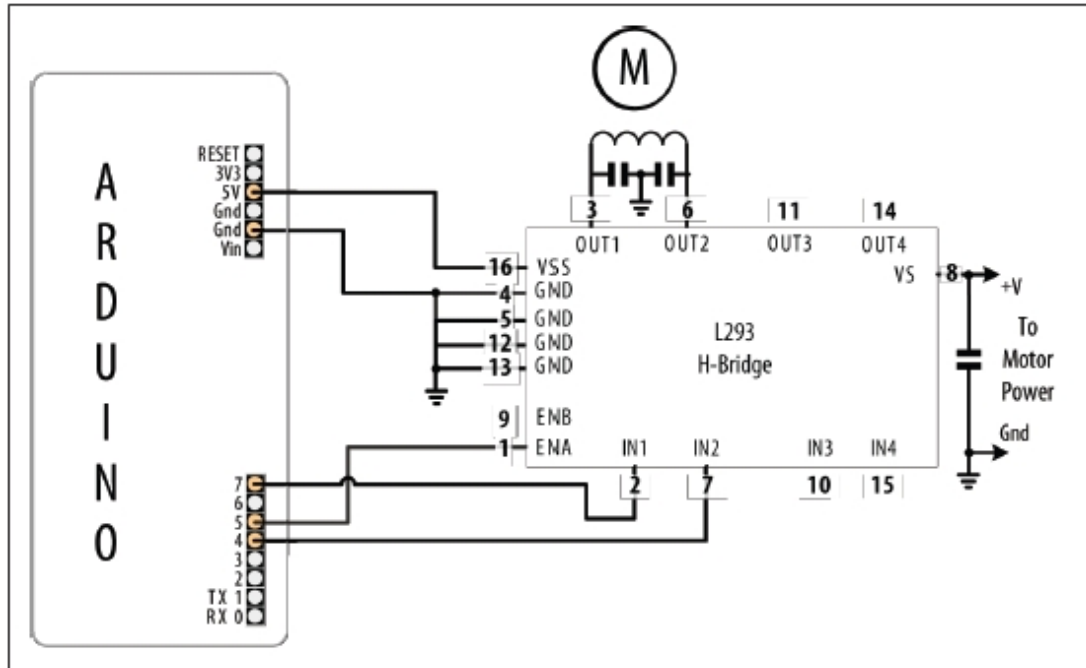 M
ARDUINO
RESET
3V3
5V
Gnd
Gnd
Vin
3
6
11
14
OUT1
OUT2
OUT3
OUT4
16 VSS
4 GND
5 GND
12 GND
13 GND
9 ENB
1 ENA
VS 8
+V
To
Motor
Power
Gnd
L293
H-Bridge
IN1
IN2
IN3
IN4
2
7
10
15
7
6
5
4
3
2
TX 1
RX 0